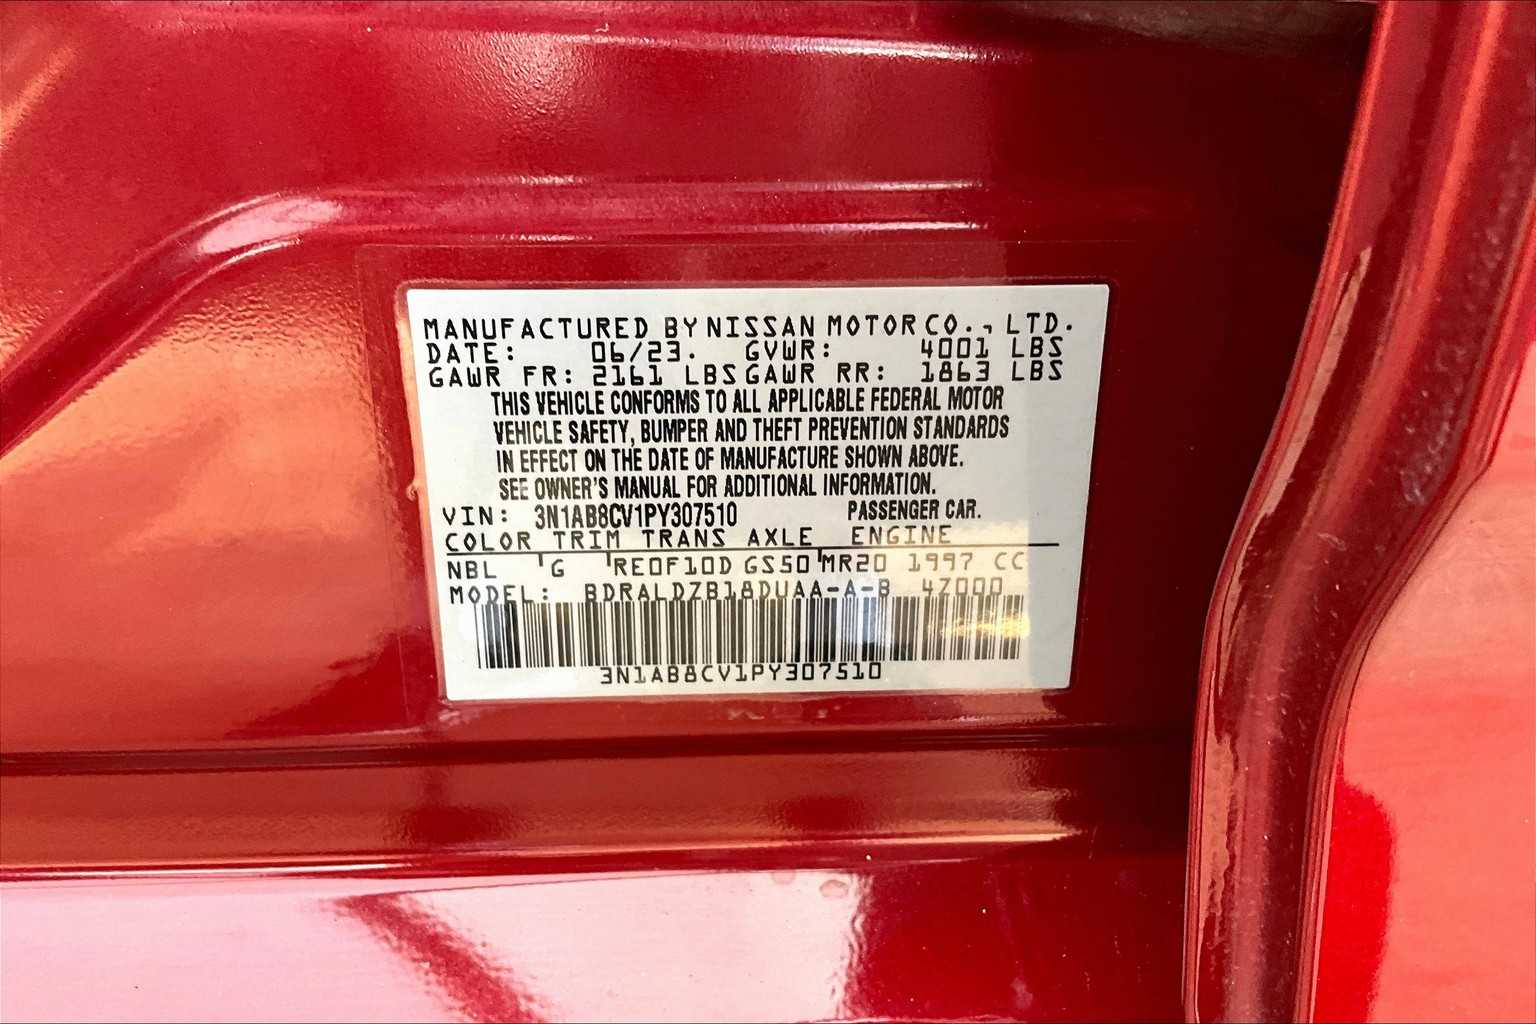 MANUFACTURED BY NISSAN MOTOR CO., LTD.
DATE: 06/23. GVWR: 4001 LBS
GAWR FR: 2161 LBS GAWR RR: 1863 LBS
THIS VEHICLE CONFORMS TO ALL APPLICABLE FEDERAL MOTOR
VEHICLE SAFETY, BUMPER AND THEFT PREVENTION STANDARDS
IN EFFECT ON THE DATE OF MANUFACTURE SHOWN ABOVE.
SEE OWNER'S MANUAL FOR ADDITIONAL INFORMATION.
VIN: 3N1AB8CV1PY307510 PASSENGER CAR.
COLOR TRIM TRANS AXLE ENGINE
NBL G RE0F10D GS50 MR20 1997 CC
MODEL: BDRALDZB18DUAA-A-B 4Z000
3N1AB8CV1PY307510